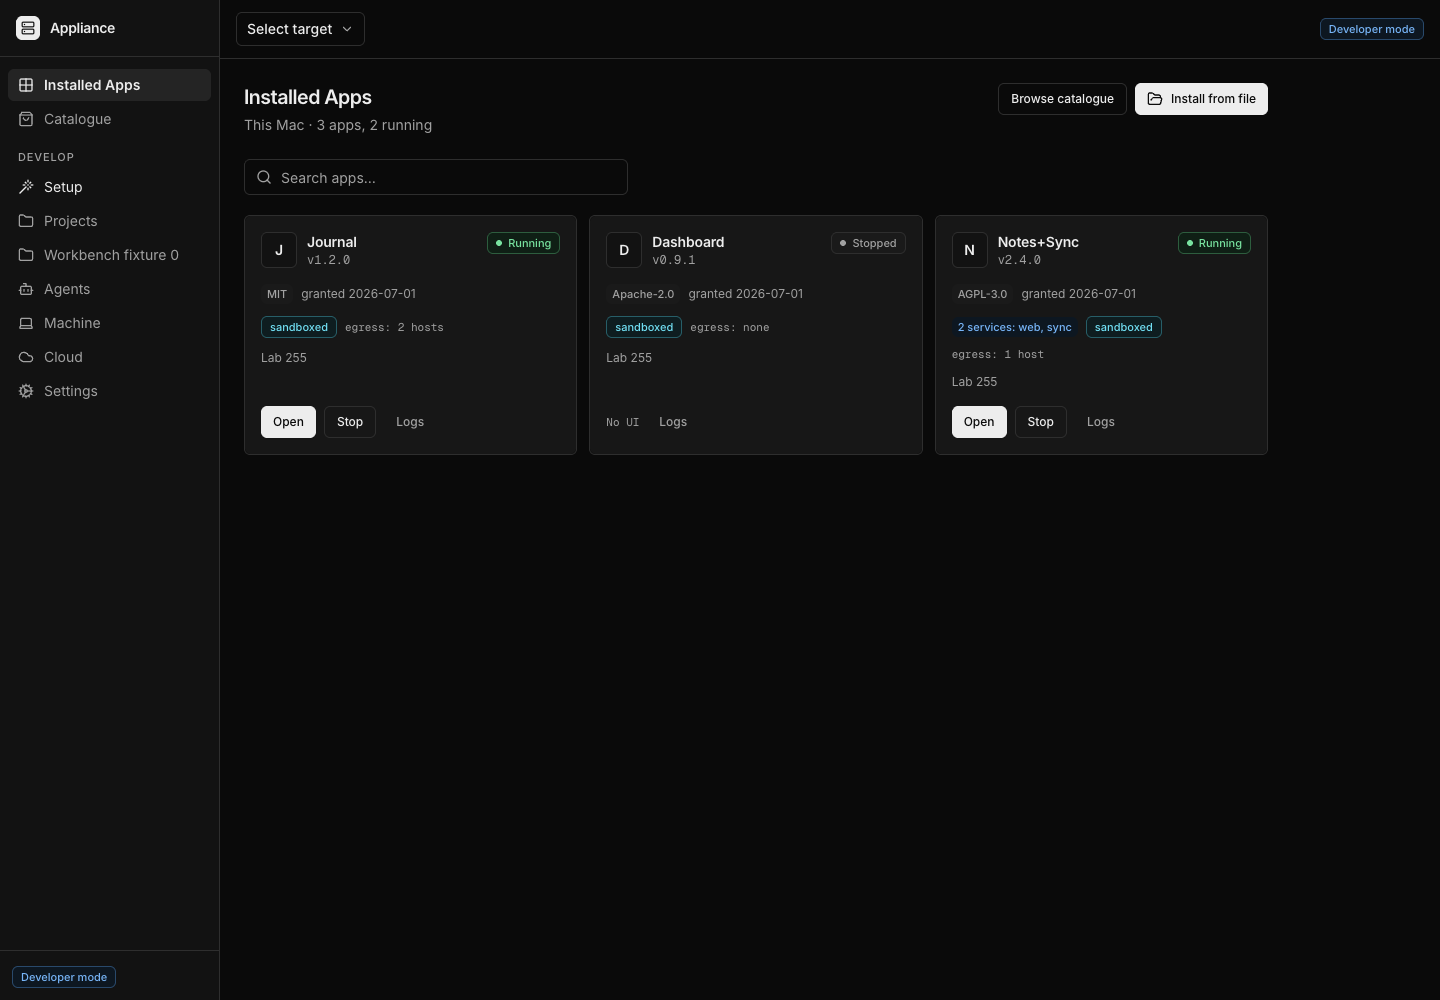 Appliance
Select target
Developer mode
Installed Apps
Catalogue
DEVELOP
Setup
Projects
Workbench fixture 0
Agents
Machine
Cloud
Settings
Developer mode
Installed Apps
This Mac · 3 apps, 2 running
Browse catalogue
Install from file
Search apps...
J
Journal
v1.2.0
Running
MIT granted 2026-07-01
sandboxed egress: 2 hosts
Lab 255
Open Stop Logs
D
Dashboard
v0.9.1
Stopped
Apache-2.0 granted 2026-07-01
sandboxed egress: none
Lab 255
No UI Logs
N
Notes+Sync
v2.4.0
Running
AGPL-3.0 granted 2026-07-01
2 services: web, sync sandboxed
egress: 1 host
Lab 255
Open Stop Logs